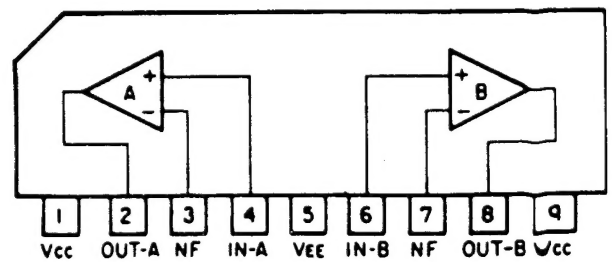 + A −
+ B −
1 2 3 4 5 6 7 8 9
Vcc OUT-A NF IN-A VEE IN-B NF OUT-B Vcc